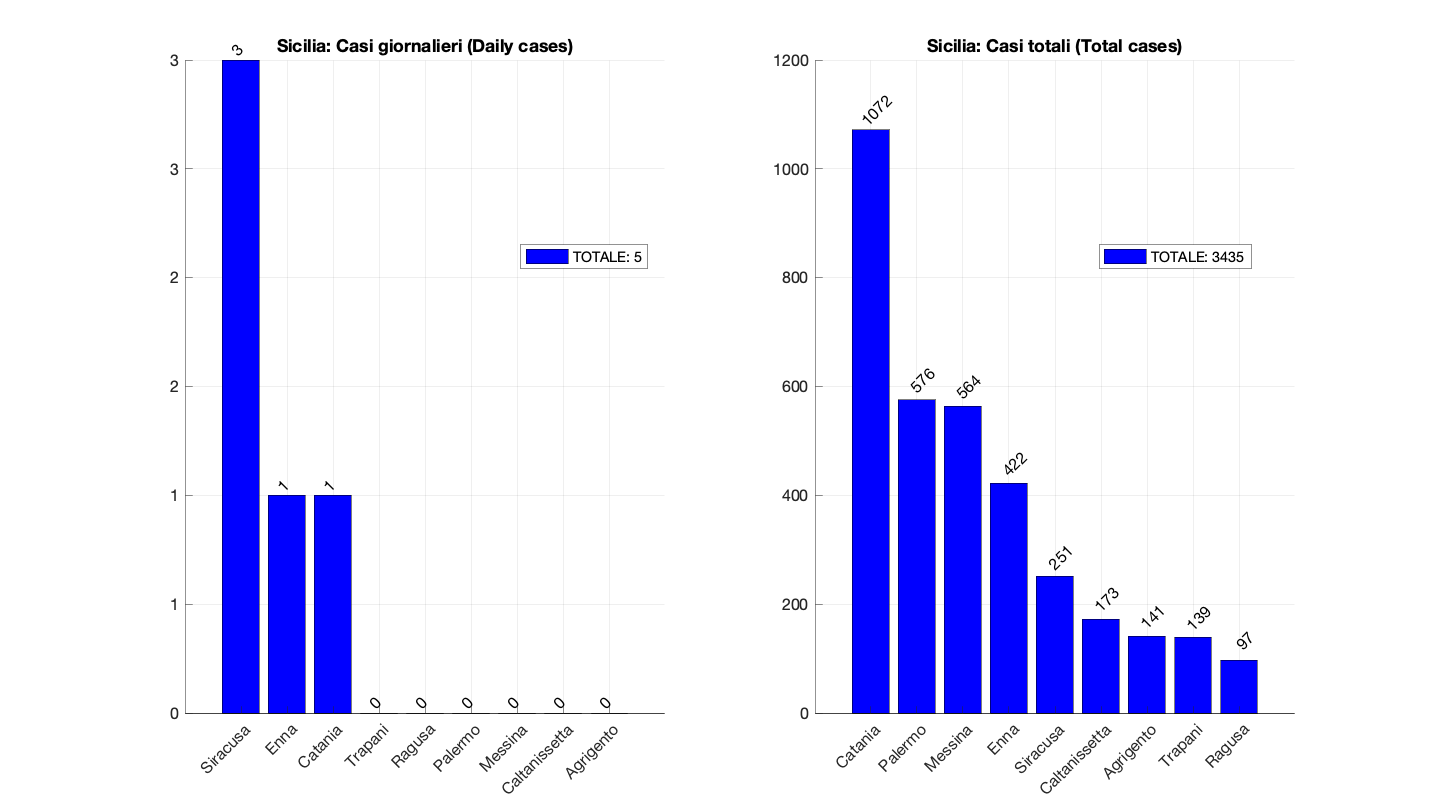 Sicilia: Casi giornalieri (Daily cases)
3
3
2
2
1
1
0
3
1
1
0
0
0
0
0
0
TOTALE: 5
Siracusa
Enna
Catania
Trapani
Ragusa
Palermo
Messina
Caltanissetta
Agrigento
Sicilia: Casi totali (Total cases)
1200
1000
800
600
400
200
0
1072
576
564
422
251
173
141
139
97
TOTALE: 3435
Catania
Palermo
Messina
Enna
Siracusa
Caltanissetta
Agrigento
Trapani
Ragusa